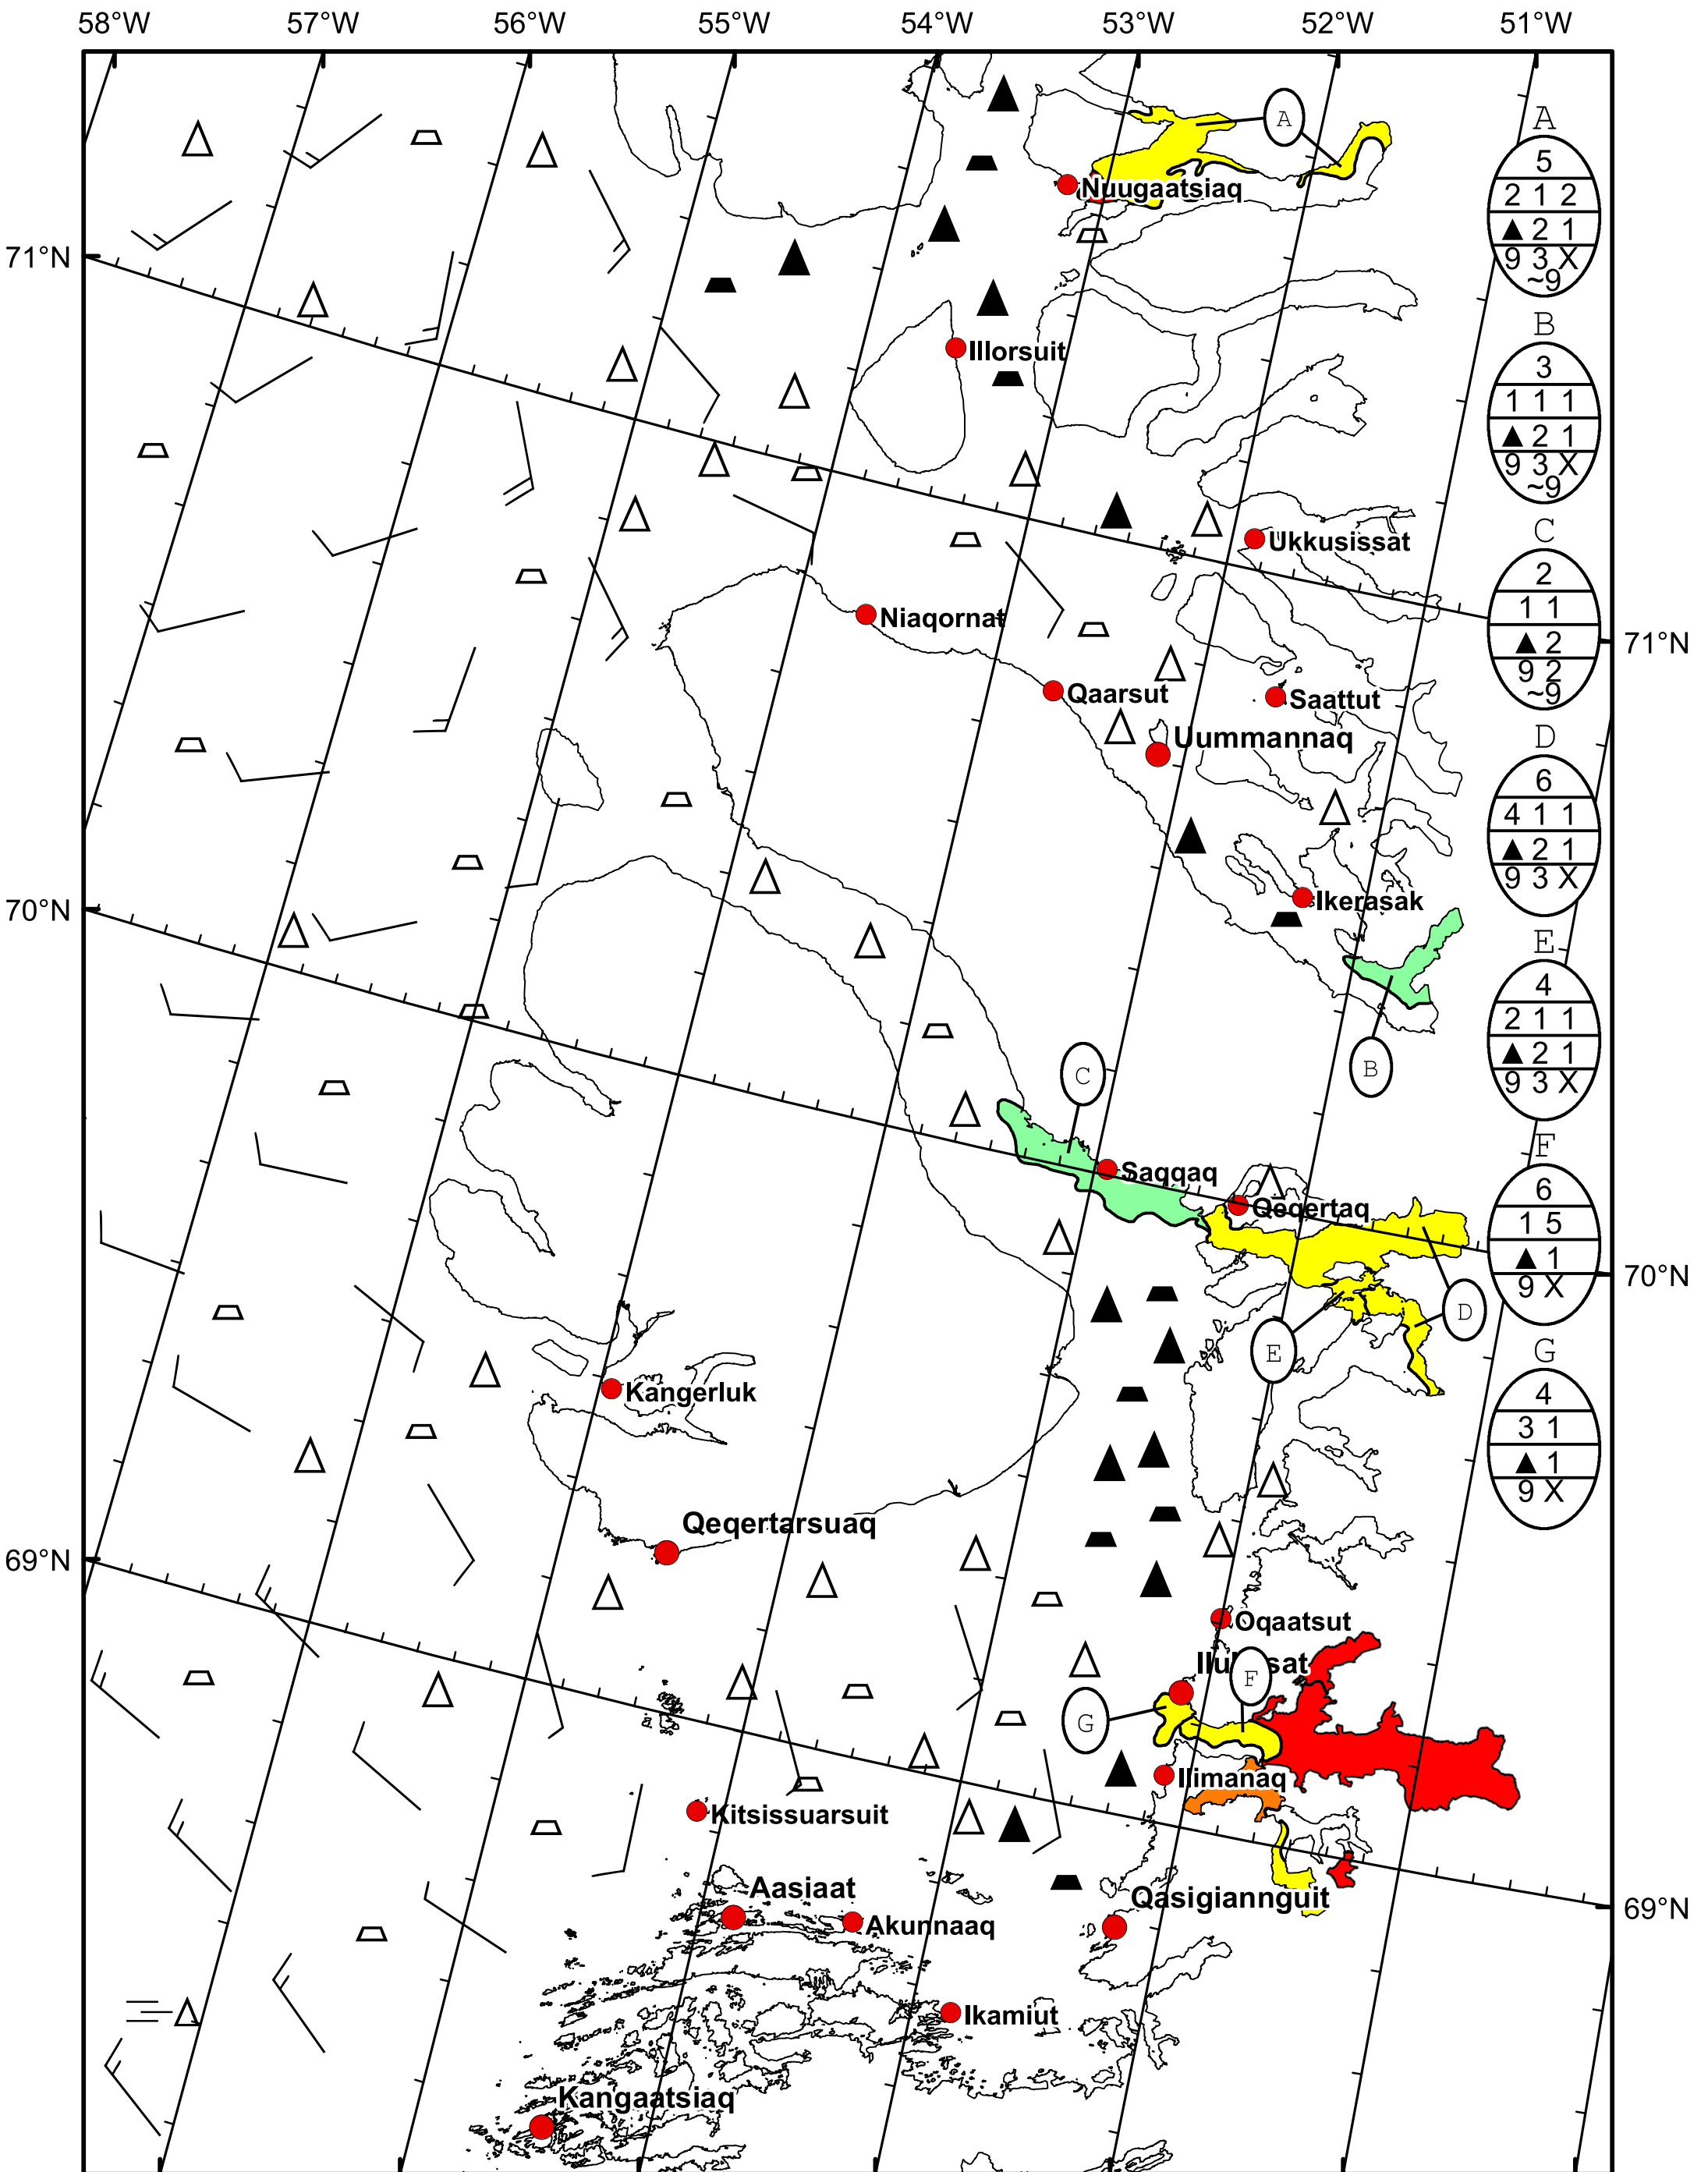 58°W 57°W 56°W 55°W 54°W 53°W 52°W 51°W
A
A
5
2 1 2
▲ 2 1
9 3 X
~9
Nuugaatsiaq
71°N
B
3
1 1 1
▲ 2 1
9 3 X
~9
Illorsuit
C
2
1 1
▲ 2
9 2
~9
Ukkusissat
Niaqornat
71°N
Qaarsut
Saattut
Uummannaq
D
6
4 1 1
▲ 2 1
9 3 X
Ikerasak
70°N
E
4
2 1 1
▲ 2 1
9 3 X
B
C
F
6
1 5
▲ 1
9 X
Saqqaq
Qeqertaq
70°N
D
E
G
4
3 1
▲ 1
9 X
Kangerluk
Qeqertarsuaq
69°N
Oqaatsut
F
G
Ilimanaq
Kitsissuarsuit
Aasiaat
Qasigiannguit
69°N
Akunnaaq
Ikamiut
Kangaatsiaq